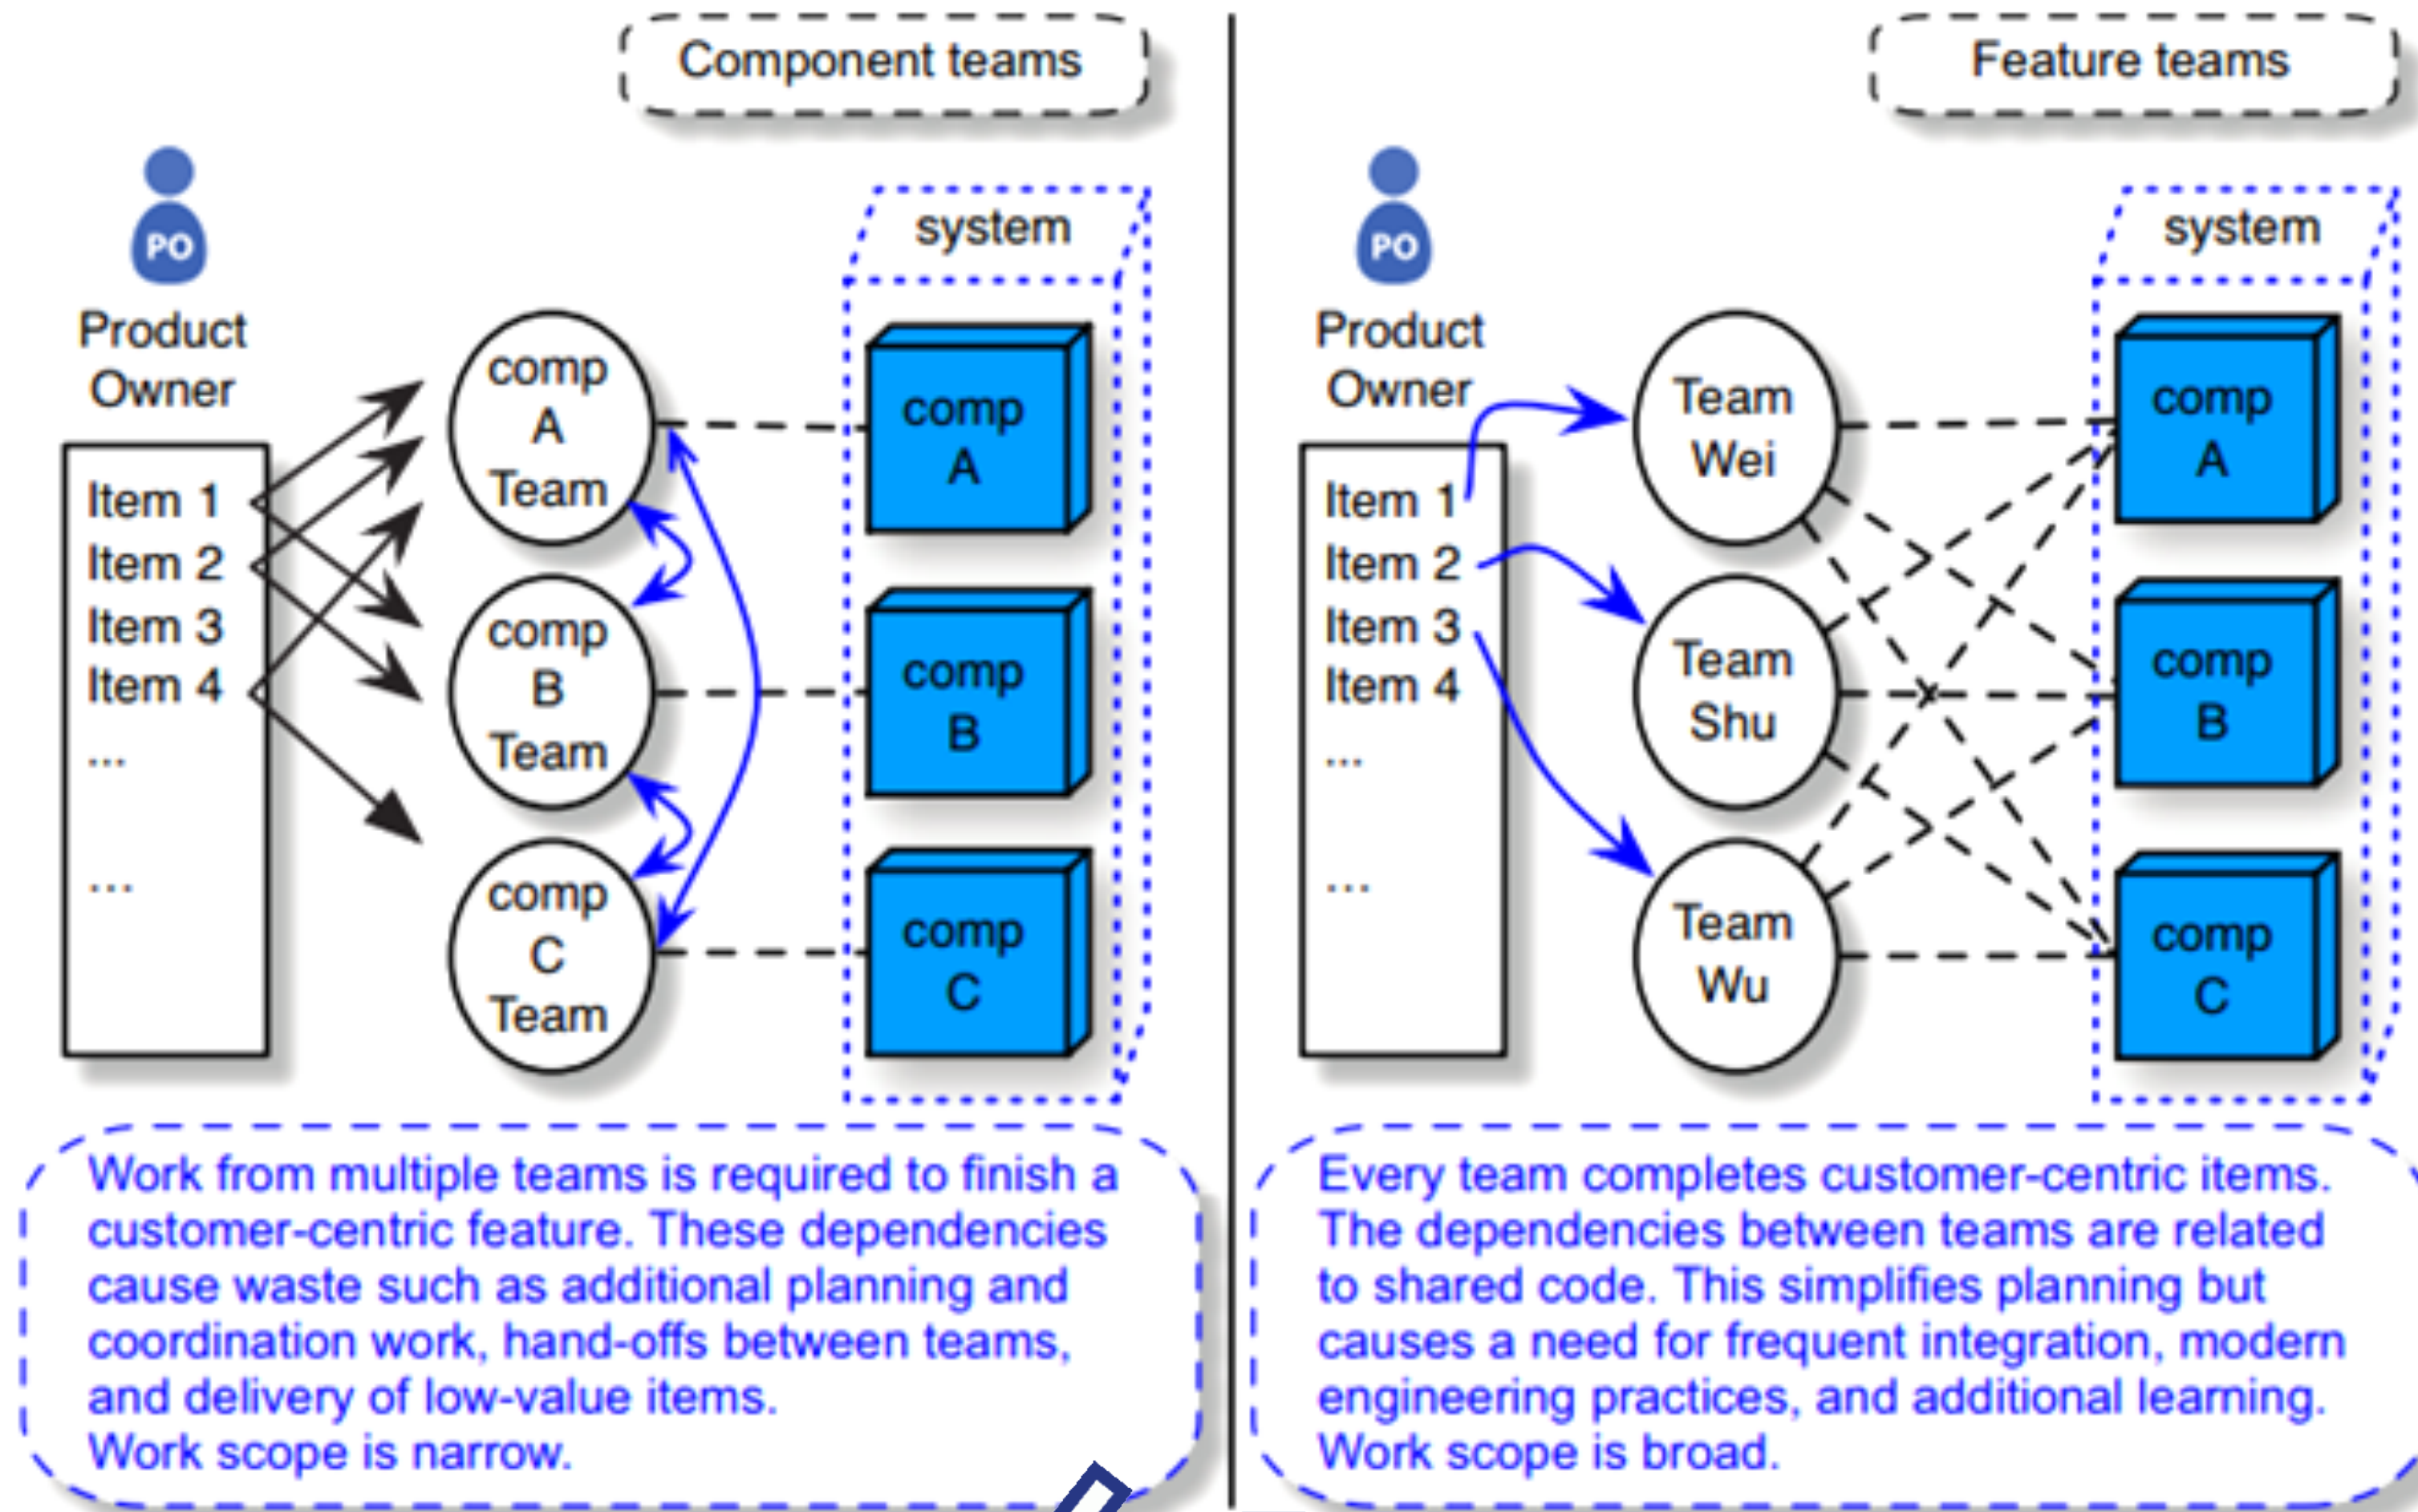 Component teams
PO
Product
Owner
Item 1
Item 2
Item 3
Item 4
...
...
comp
A
Team
comp
B
Team
comp
C
Team
system
comp
A
comp
B
comp
C
Work from multiple teams is required to finish a
customer-centric feature. These dependencies
cause waste such as additional planning and
coordination work, hand-offs between teams,
and delivery of low-value items.
Work scope is narrow.
Feature teams
PO
Product
Owner
Item 1
Item 2
Item 3
Item 4
...
...
Team
Wei
Team
Shu
Team
Wu
system
comp
A
comp
B
comp
C
Every team completes customer-centric items.
The dependencies between teams are related
to shared code. This simplifies planning but
causes a need for frequent integration, modern
engineering practices, and additional learning.
Work scope is broad.